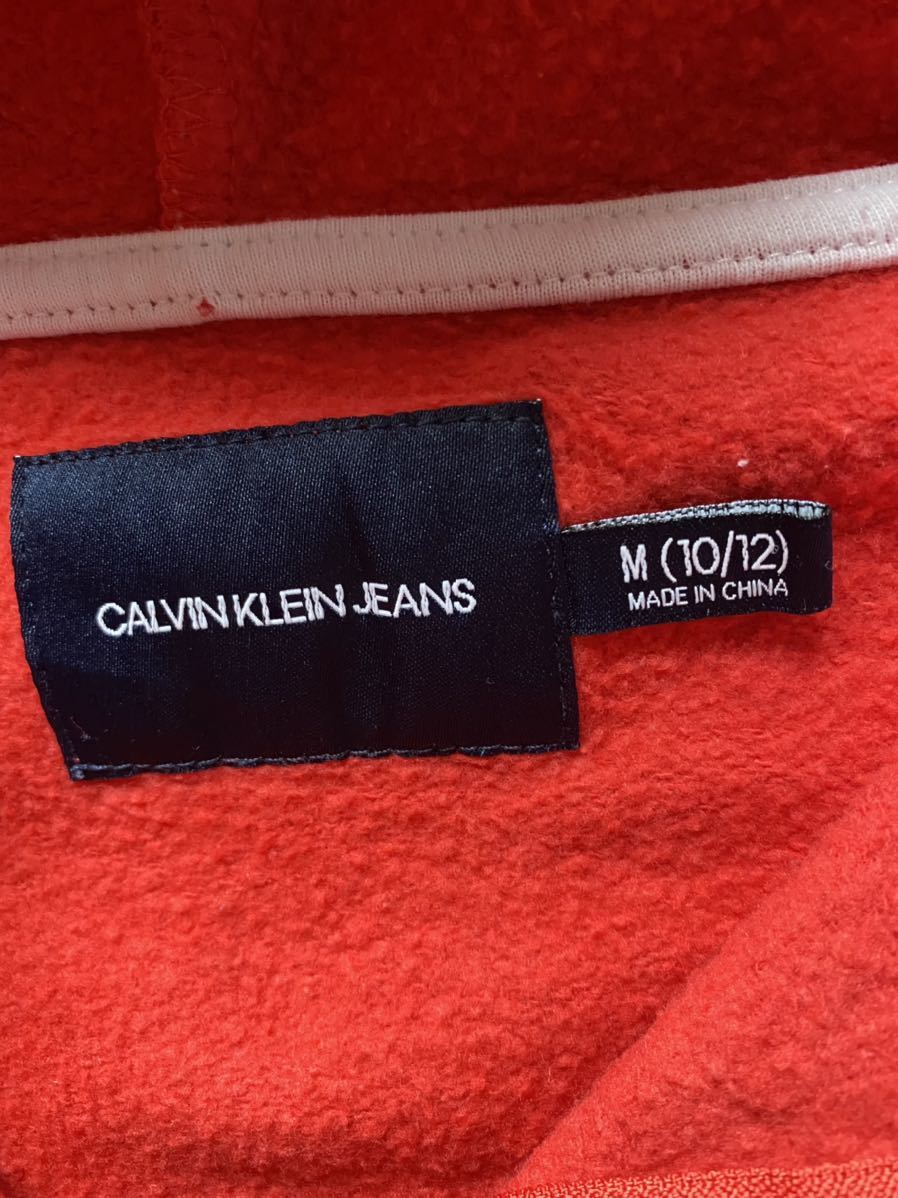 CALVIN KLEIN JEANS
M (10/12)
MADE IN CHINA